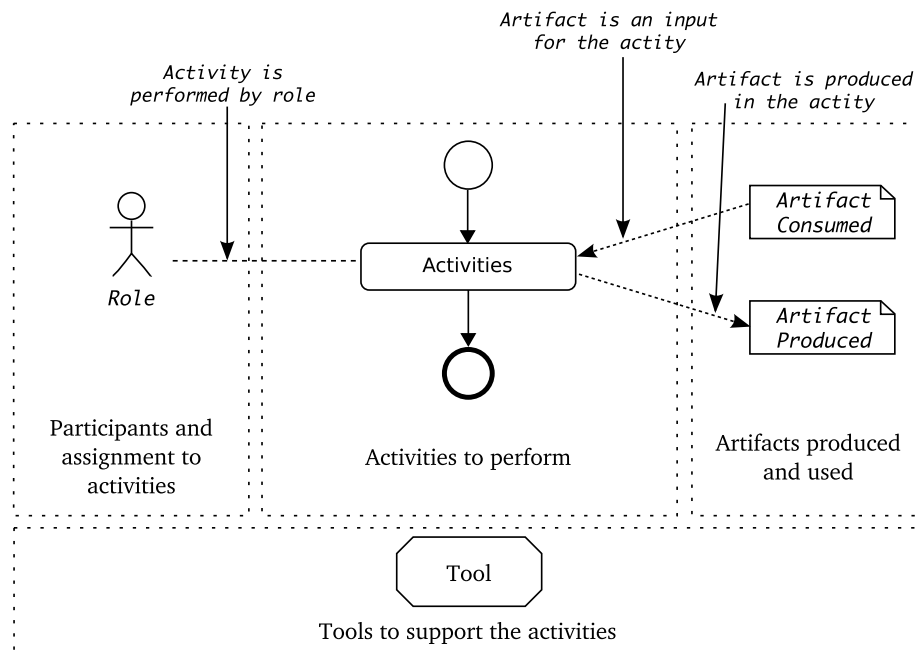 Artifact is an input
for the actity
Activity is
performed by role
Artifact is produced
in the actity
Artifact
Consumed
Activities
Role
Artifact
Produced
Participants and
assignment to
activities
Activities to perform
Artifacts produced
and used
Tool
Tools to support the activities